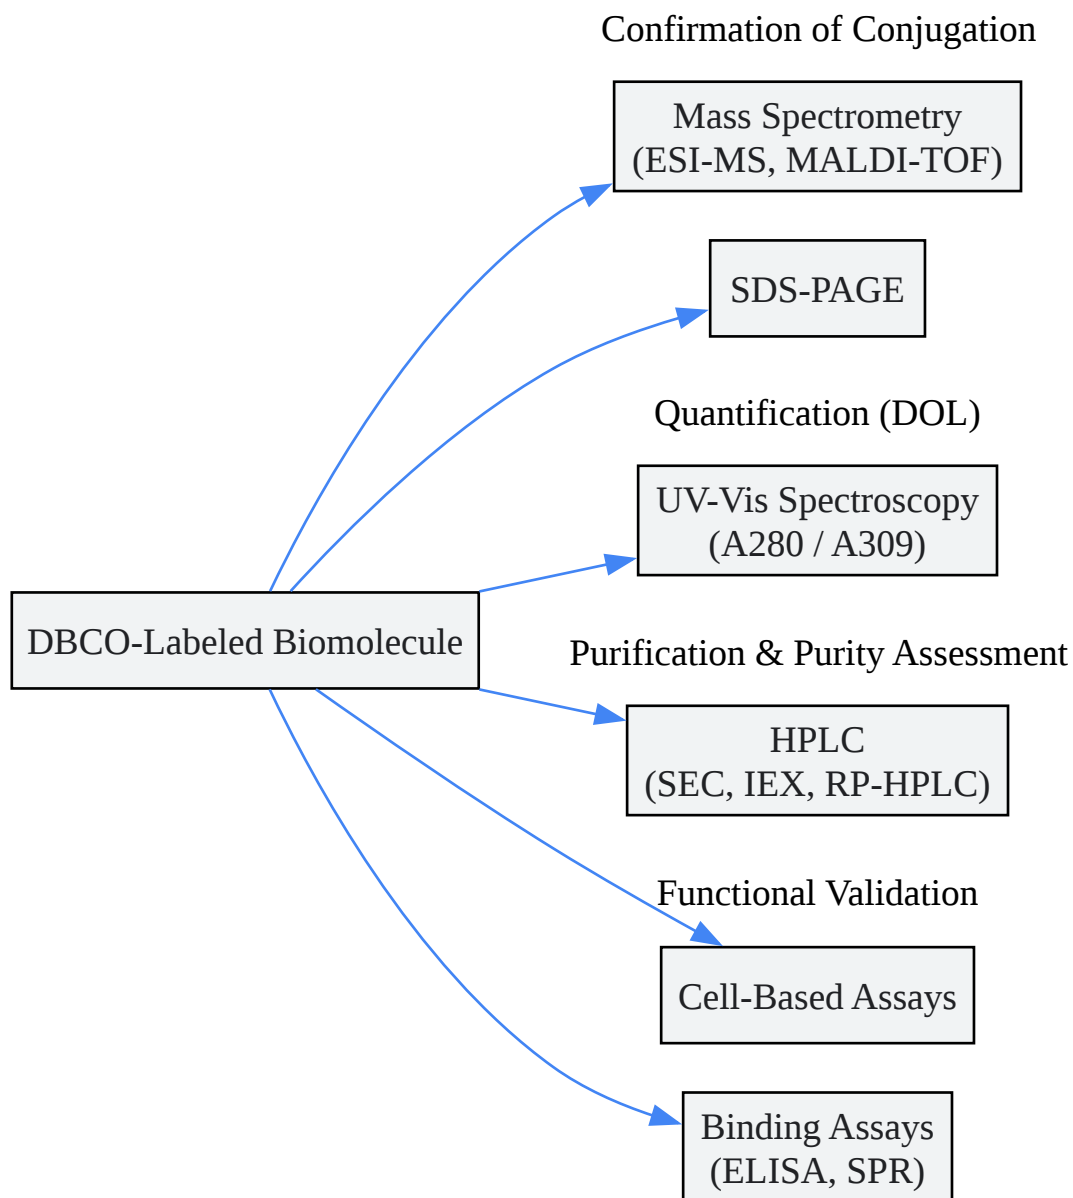 Confirmation of Conjugation
Mass Spectrometry
(ESI-MS, MALDI-TOF)
SDS-PAGE
Quantification (DOL)
UV-Vis Spectroscopy
(A280 / A309)
DBCO-Labeled Biomolecule
Purification & Purity Assessment
HPLC
(SEC, IEX, RP-HPLC)
Functional Validation
Cell-Based Assays
Binding Assays
(ELISA, SPR)